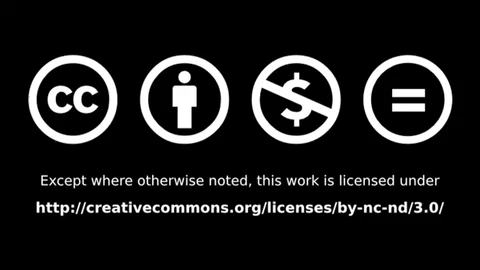 CC
Except where otherwise noted, this work is licensed under
http://creativecommons.org/licenses/by-nc-nd/3.0/